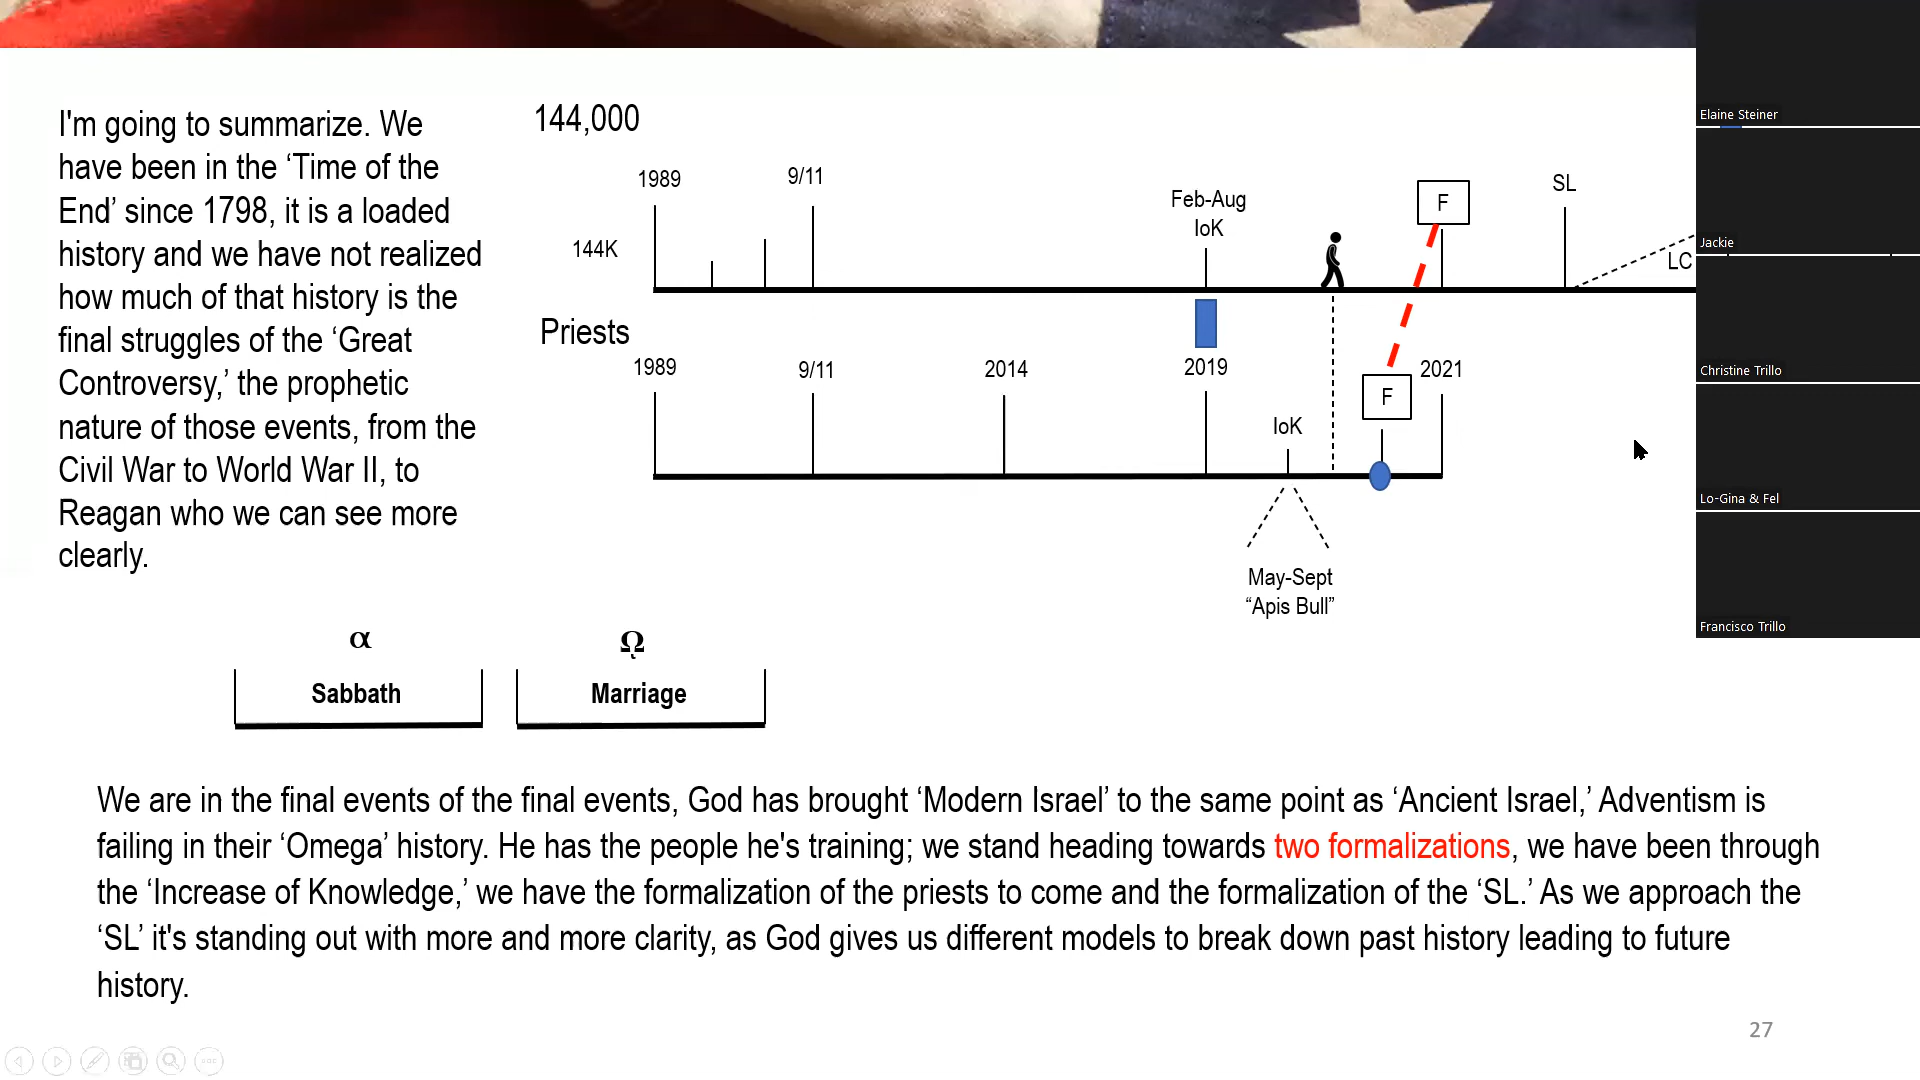 I'm going to summarize. We
have been in the ‘Time of the
End’ since 1798, it is a loaded
history and we have not realized
how much of that history is the
final struggles of the ‘Great
Controversy,’ the prophetic
nature of those events, from the
Civil War to World War II, to
Reagan who we can see more
clearly.
144,000
1989
9/11
Feb-Aug
IoK
F
SL
144K
LC
Priests
1989
9/11
2014
2019
2021
F
IoK
May-Sept
“Apis Bull”
α
Ω
Sabbath
Marriage
We are in the final events of the final events, God has brought ‘Modern Israel’ to the same point as ‘Ancient Israel,’ Adventism is
failing in their ‘Omega’ history. He has the people he's training; we stand heading towards two formalizations, we have been through
the ‘Increase of Knowledge,’ we have the formalization of the priests to come and the formalization of the ‘SL.’ As we approach the
‘SL’ it's standing out with more and more clarity, as God gives us different models to break down past history leading to future
history.
27
Elaine Steiner
Jackie
Christine Trillo
Lo-Gina & Fel
Francisco Trillo